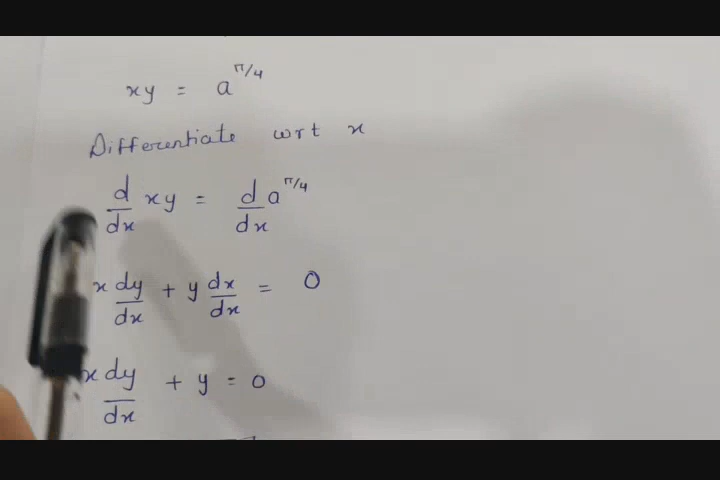 xy = a^π/4
Differentiate wrt x
d/dx xy = d/dx a^π/4
x dy/dx + y dx/dx = 0
x dy/dx + y = 0